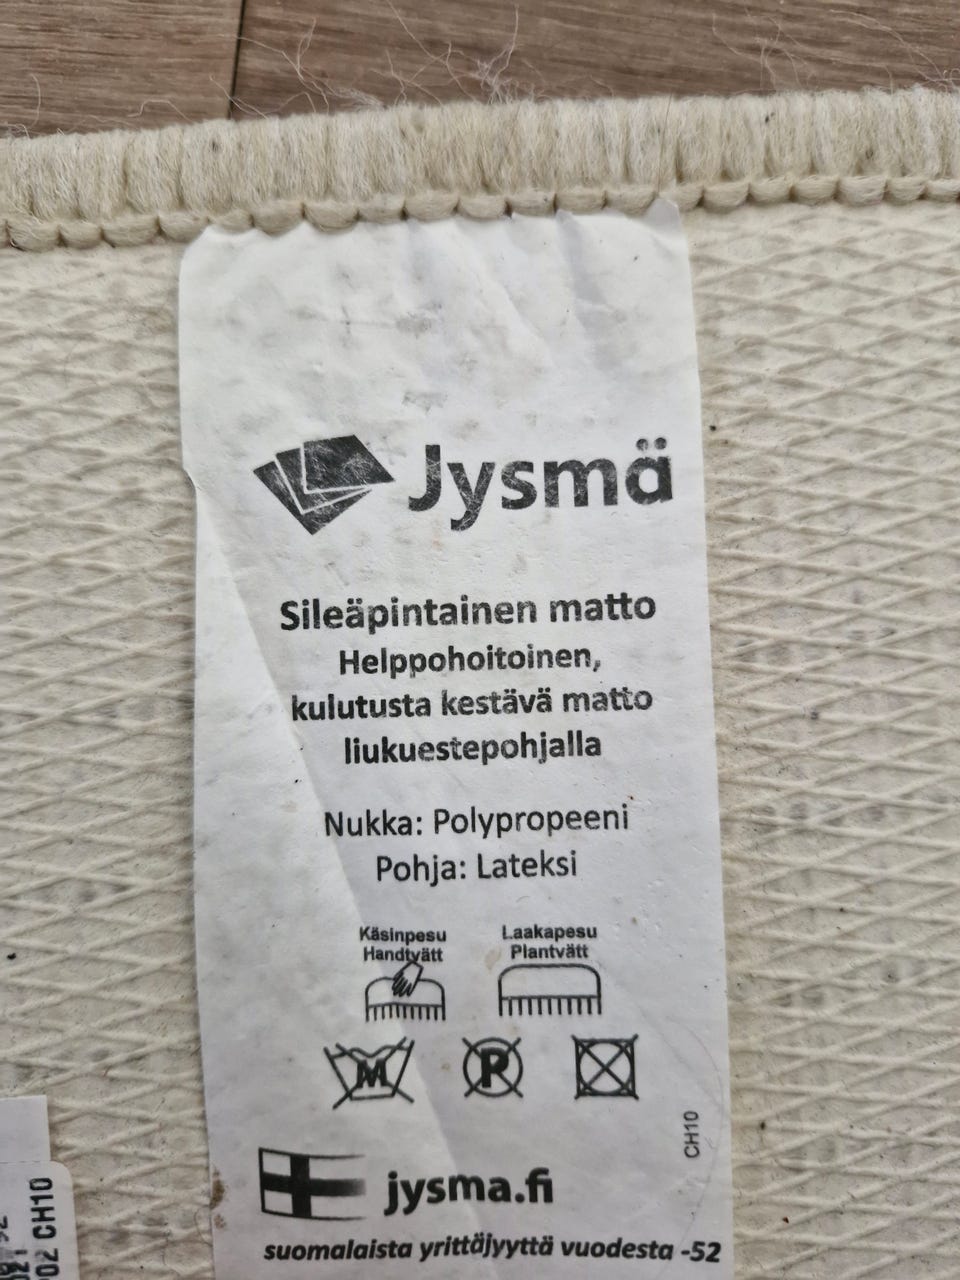 Jysmä
Sileäpintainen matto
Helppohoitoinen,
kulutusta kestävä matto
liukuestepohjalla
Nukka: Polypropeeni
Pohja: Lateksi
Käsinpesu
Handtvätt
Laakapesu
Plantvätt
M
P
CH10
jysma.fi
suomalaista yrittäjyyttä vuodesta -52
02 CH10